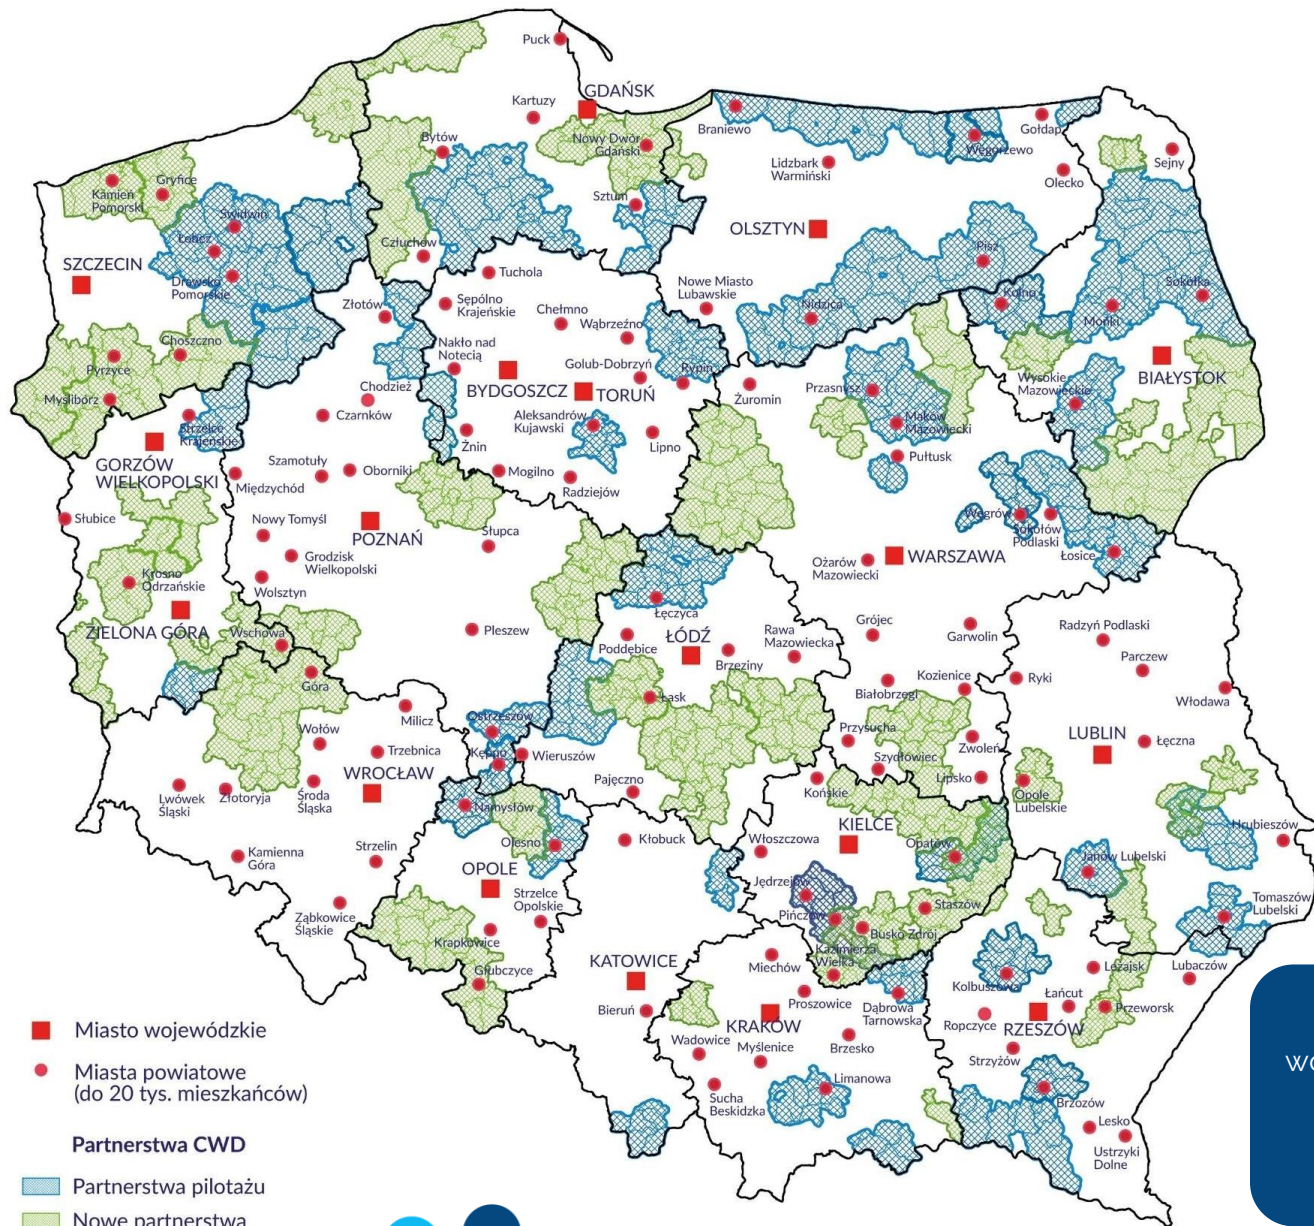 Puck
GDAŃSK
Kartuzy
Nowy Dwór
Gdański
Bytów
Sztum
Człuchów
Braniewo
Lidzbark
Warmiński
Węgorzewo
Gołdap
Olecko
Sejny
OLSZTYN
Pisz
Nidzica
Nowe Miasto
Lubawskie
Kamień
Pomorski
Gryfice
Świdwin
Łobez
Drawsko
Pomorskie
SZCZECIN
Choszczno
Pyrzyce
Myślibórz
Złotów
Tuchola
Sępólno
Krajeńskie
Chełmno
Wąbrzeźno
Nakło nad
Notecią
Golub-Dobrzyń
Rypin
BYDGOSZCZ
TORUŃ
Aleksandrów
Kujawski
Lipno
Żnin
Mogilno
Radziejów
Chodzież
Czarnków
Strzelce
Krajeńskie
GORZÓW
WIELKOPOLSKI
Szamotuły
Oborniki
Międzychód
Słubice
Nowy Tomyśl
POZNAŃ
Słupca
Grodzisk
Wielkopolski
Wolsztyn
Krosno
Odrzańskie
ZIELONA GÓRA
Wschowa
Góra
Pleszew
Kolno
Mońki
Sokółka
BIAŁYSTOK
Wysokie
Mazowieckie
Żuromin
Przasnysz
Maków
Mazowiecki
Pułtusk
Węgrów
Sokołów
Podlaski
Łosice
Ożarów
Mazowiecki
WARSZAWA
Łęczyca
Poddębice
ŁÓDŹ
Brzeziny
Rawa
Mazowiecka
Łask
Grójec
Garwolin
Białobrzegi
Kozienice
Przysucha
Szydłowiec
Zwoleń
Lipsko
Radzyń Podlaski
Parczew
Ryki
Włodawa
LUBLIN
Łęczna
Opole
Lubelskie
Hrubieszów
Janów Lubelski
Tomaszów
Lubelski
Milicz
Wołów
Trzebnica
WROCŁAW
Lwówek
Śląski
Złotoryja
Środa
Śląska
Kamienna
Góra
Strzelin
Ząbkowice
Śląskie
Ostrzeszów
Kępno
Wieruszów
Pajęczno
Namysłów
Olesno
OPOLE
Strzelce
Opolskie
Krapkowice
Głubczyce
Kłobuck
KATOWICE
Bieruń
Końskie
KIELCE
Włoszczowa
Opatów
Jędrzejów
Pińczów
Staszów
Busko Zdrój
Kazimierza
Wielka
Miechów
Proszowice
Dąbrowa
Tarnowska
KRAKÓW
Wadowice
Myślenice
Brzesko
Limanowa
Sucha
Beskidzka
Kolbuszowa
Leżajsk
Lubaczów
Łańcut
Przeworsk
Ropczyce
RZESZÓW
Strzyżów
Brzozów
Lesko
Ustrzyki
Dolne
Miasto wojewódzkie
Miasta powiatowe
(do 20 tys. mieszkańców)
Partnerstwa CWD
Partnerstwa pilotażu
Nowe partnerstwa